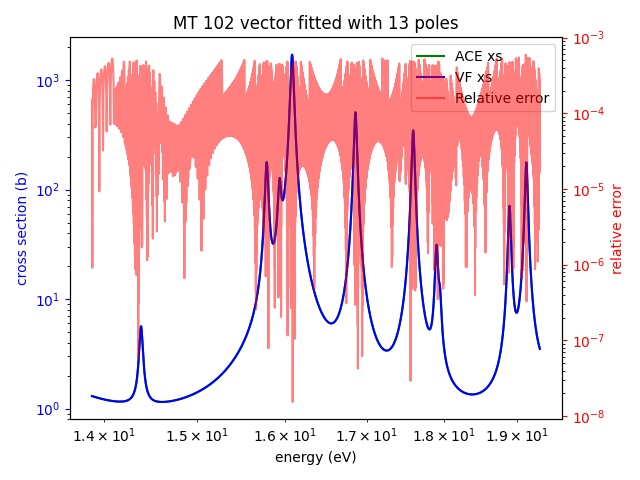 MT 102 vector fitted with 13 poles
ACE xs
VF xs
Relative error
cross section (b)
10³
10²
10¹
10⁰
relative error
10⁻³
10⁻⁴
10⁻⁵
10⁻⁶
10⁻⁷
10⁻⁸
1.4 × 10¹ 1.5 × 10¹ 1.6 × 10¹ 1.7 × 10¹ 1.8 × 10¹ 1.9 × 10¹
energy (eV)